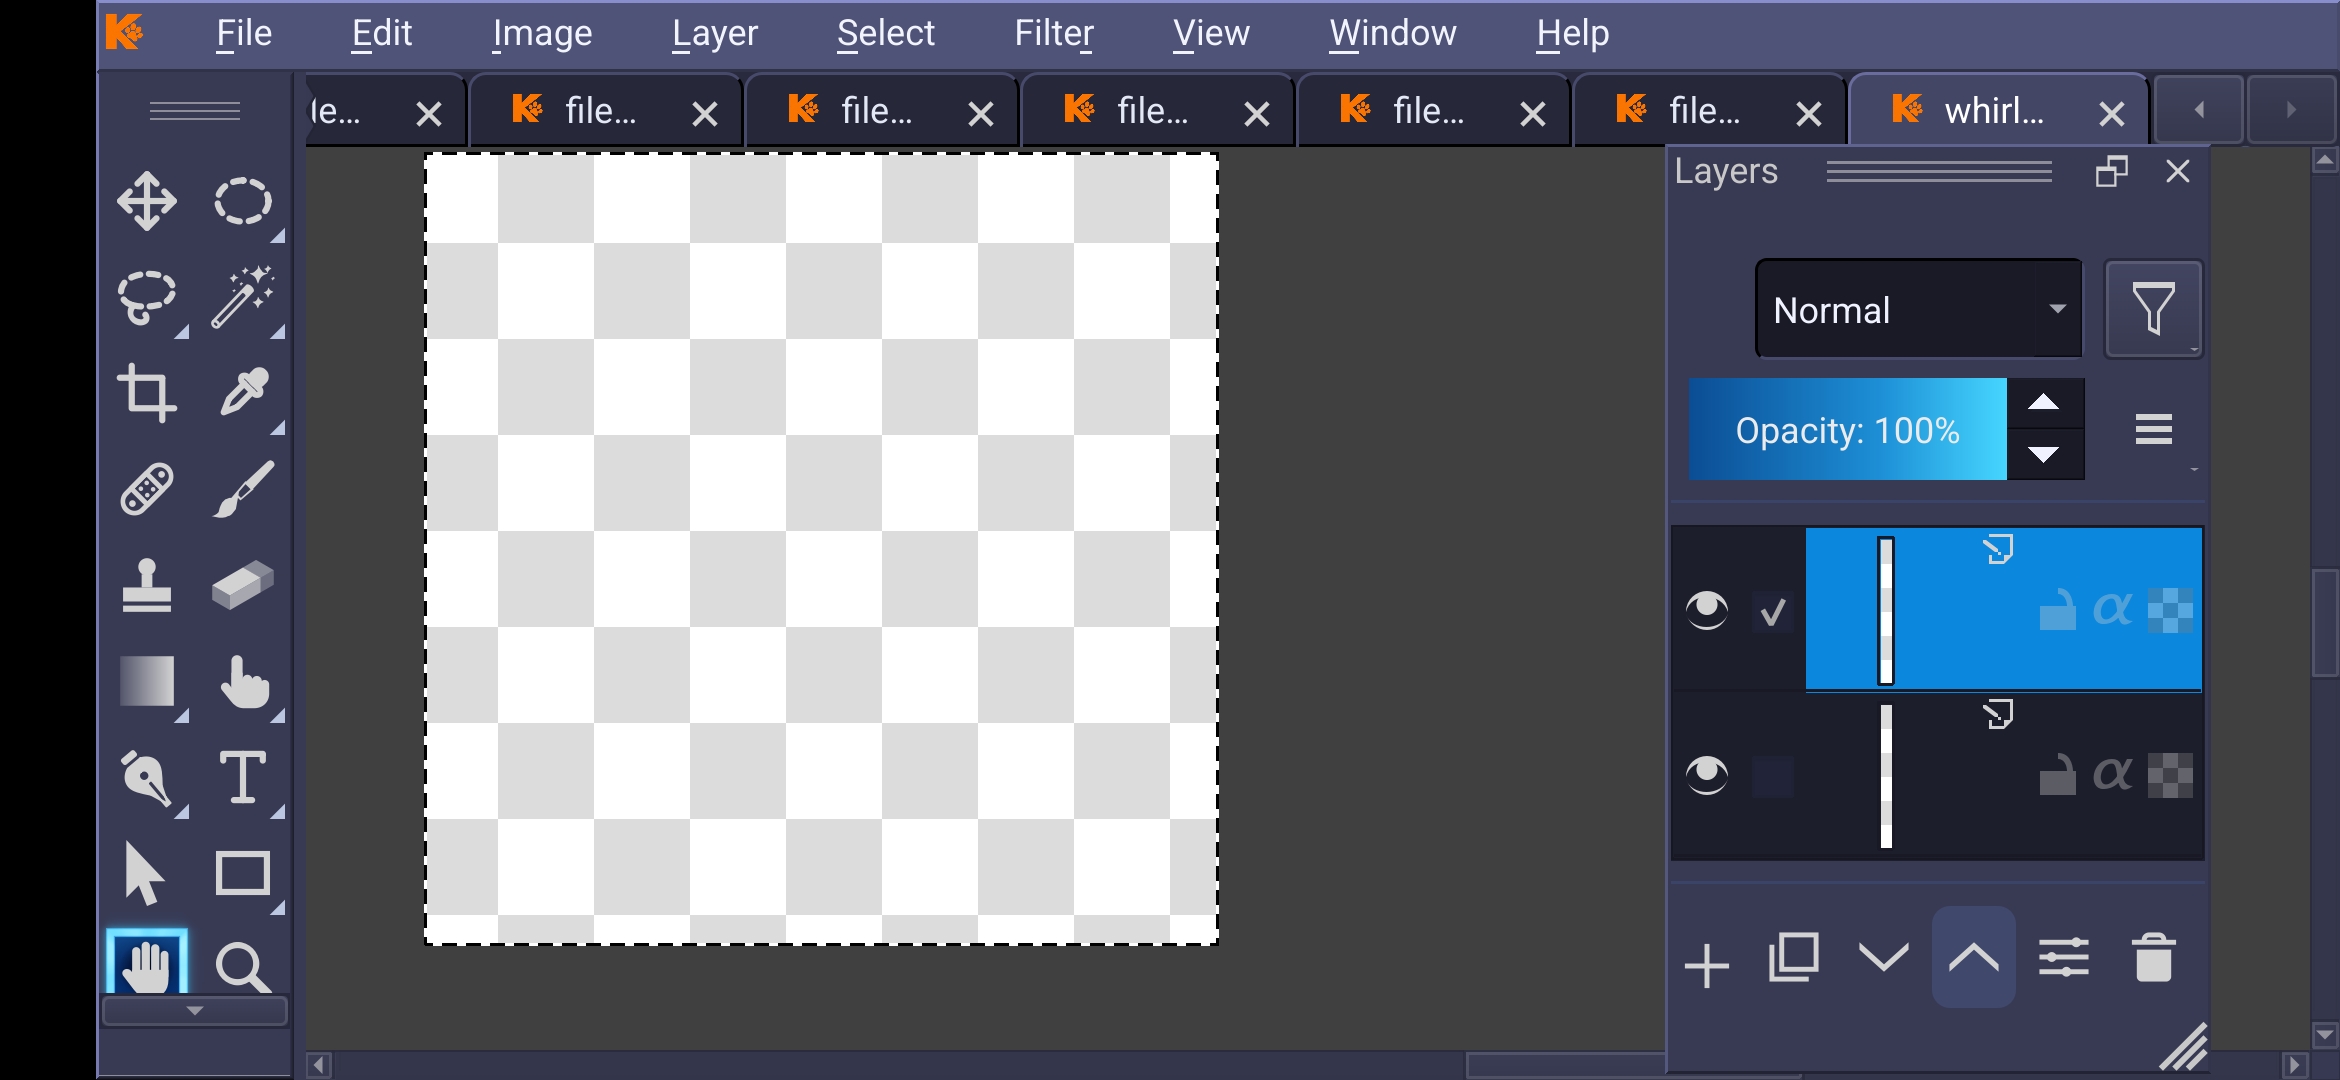 File Edit Image Layer Select Filter View Window Help
le... file... file... file... file... file... whirl...
Layers
Normal
Opacity: 100%
α
α